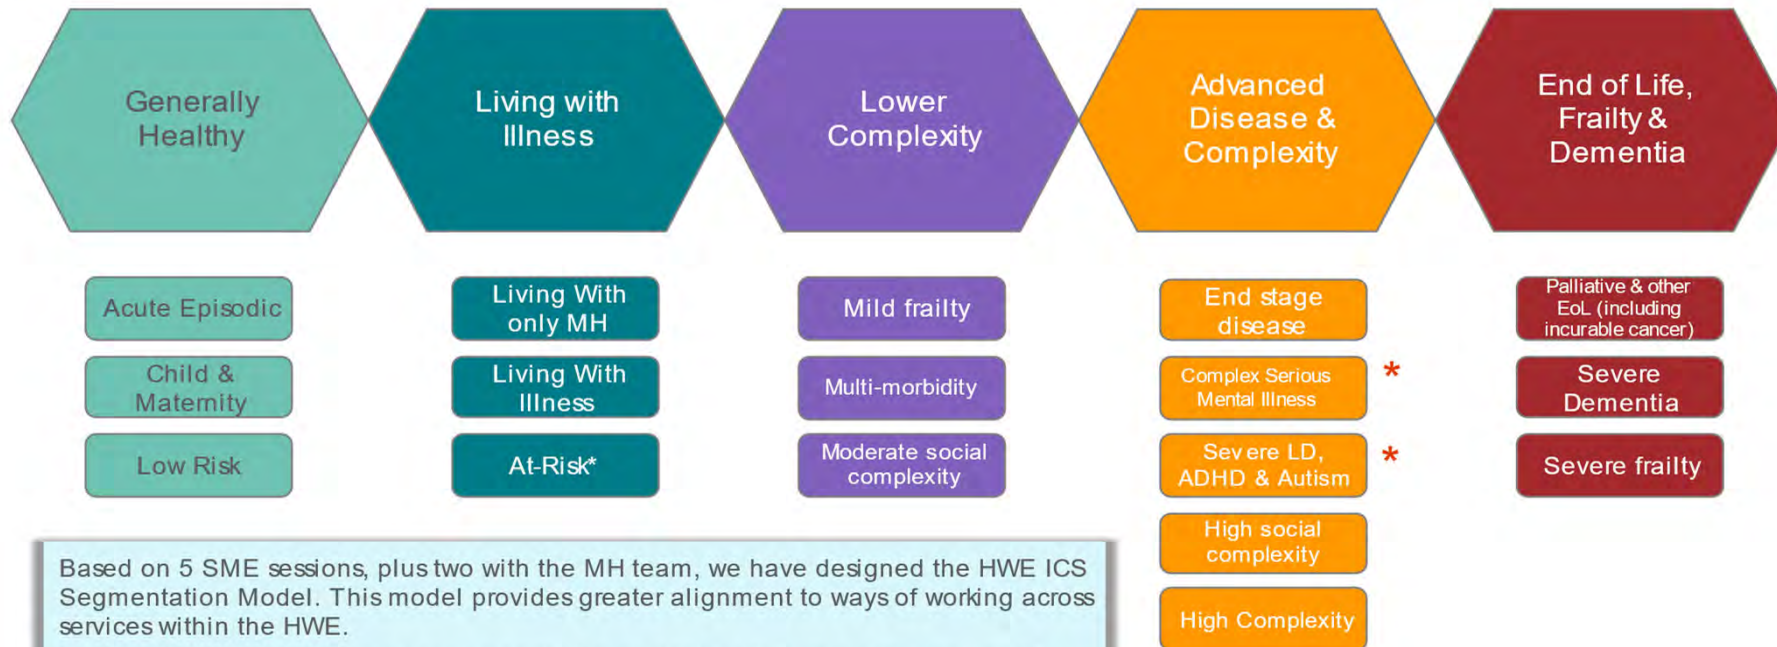 Generally
Healthy
Living with
Illness
Lower
Complexity
Advanced
Disease &
Complexity
End of Life,
Frailty &
Dementia
Acute Episodic
Child &
Maternity
Low Risk
Living With
only MH
Living With
Illness
At-Risk*
Mild frailty
Multi-morbidity
Moderate social
complexity
End stage
disease
Complex Serious
Mental Illness
*
Severe LD,
ADHD & Autism
*
High social
complexity
High Complexity
Palliative & other
EoL (including
incurable cancer)
Severe
Dementia
Severe frailty
Based on 5 SME sessions, plus two with the MH team, we have designed the HWE ICS
Segmentation Model. This model provides greater alignment to ways of working across
services within the HWE.